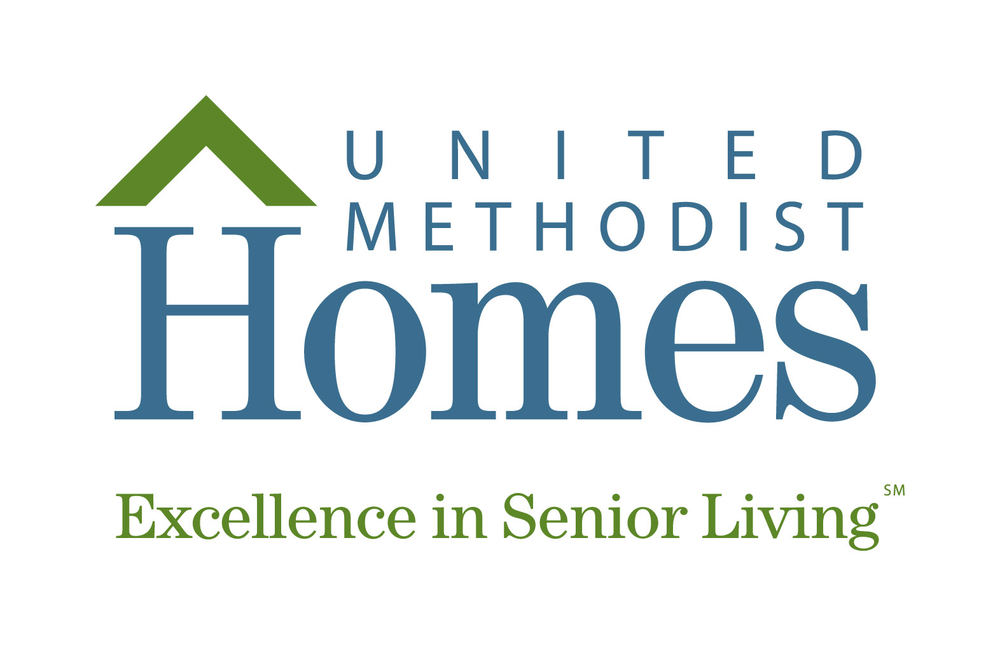 UNITED
METHODIST
Homes
Excellence in Senior Living SM